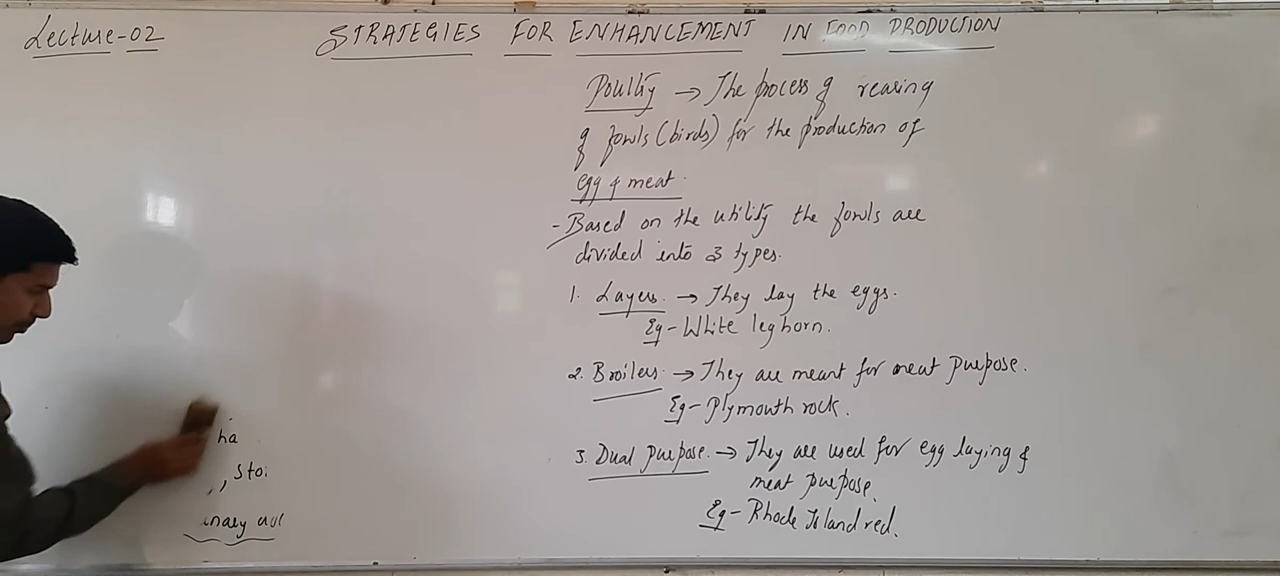 Lecture-02
STRATEGIES FOR ENHANCEMENT IN FOOD PRODUCTION
Poultry → The process of rearing
of fowls (birds) for the production of
egg & meat.
- Based on the utility the fowls are
divided into 3 types.
1. Layers. → They lay the eggs.
Eg - White leghorn.
2. Broilers. → They are meant for meat purpose.
Eg - Plymouth rock.
3. Dual purpose. → They are used for egg laying &
meat purpose.
Eg - Rhode Island red.
ha